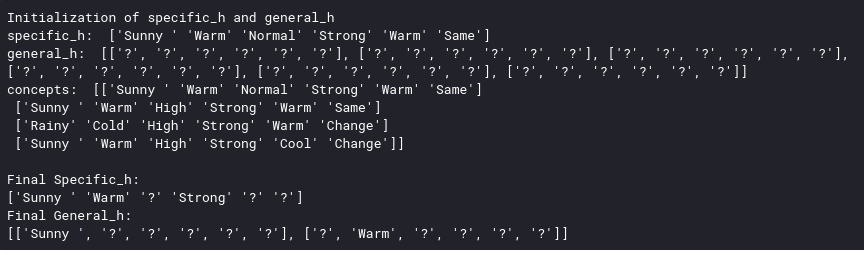 Initialization of specific_h and general_h
specific_h:  ['Sunny ' 'Warm' 'Normal' 'Strong' 'Warm' 'Same']
general_h:  [['?', '?', '?', '?', '?', '?'], ['?', '?', '?', '?', '?', '?'], ['?', '?', '?', '?', '?', '?'],
['?', '?', '?', '?', '?', '?'], ['?', '?', '?', '?', '?', '?'], ['?', '?', '?', '?', '?', '?']]
concepts:  [['Sunny ' 'Warm' 'Normal' 'Strong' 'Warm' 'Same']
 ['Sunny ' 'Warm' 'High' 'Strong' 'Warm' 'Same']
 ['Rainy' 'Cold' 'High' 'Strong' 'Warm' 'Change']
 ['Sunny ' 'Warm' 'High' 'Strong' 'Cool' 'Change']]
Final Specific_h:
['Sunny ' 'Warm' '?' 'Strong' '?' '?']
Final General_h:
[['Sunny ', '?', '?', '?', '?', '?'], ['?', 'Warm', '?', '?', '?', '?']]